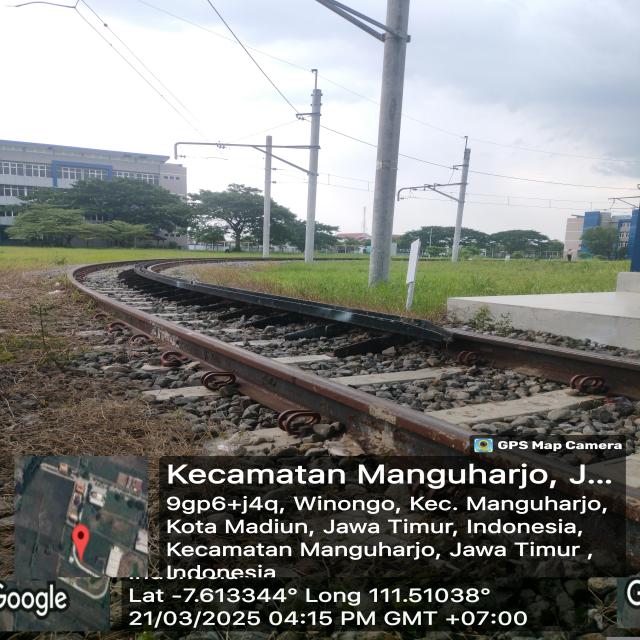 GPS Map Camera
Kecamatan Manguharjo, J...
9gp6+j4q, Winongo, Kec. Manguharjo,
Kota Madiun, Jawa Timur, Indonesia,
Kecamatan Manguharjo, Jawa Timur ,
Indonesia
Lat -7.613344° Long 111.51038°
21/03/2025 04:15 PM GMT +07:00
Google
G